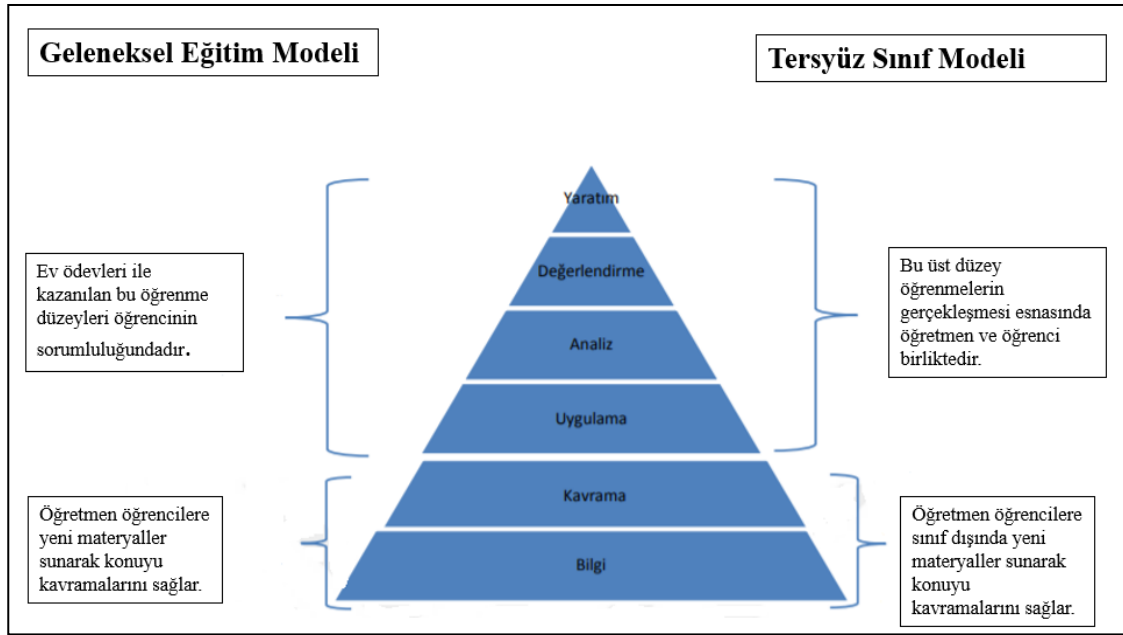 Geleneksel Eğitim Modeli
Tersyüz Sınıf Modeli
Yaratım
Değerlendirme
Analiz
Uygulama
Kavrama
Bilgi
Ev ödevleri ile
kazanılan bu öğrenme
düzeyleri öğrencinin
sorumluluğundadır.
Bu üst düzey
öğrenmelerin
gerçekleşmesi esnasında
öğretmen ve öğrenci
birliktedir.
Öğretmen öğrencilere
yeni materyaller
sunarak konuyu
kavramalarını sağlar.
Öğretmen öğrencilere
sınıf dışında yeni
materyaller sunarak
konuyu
kavramalarını sağlar.